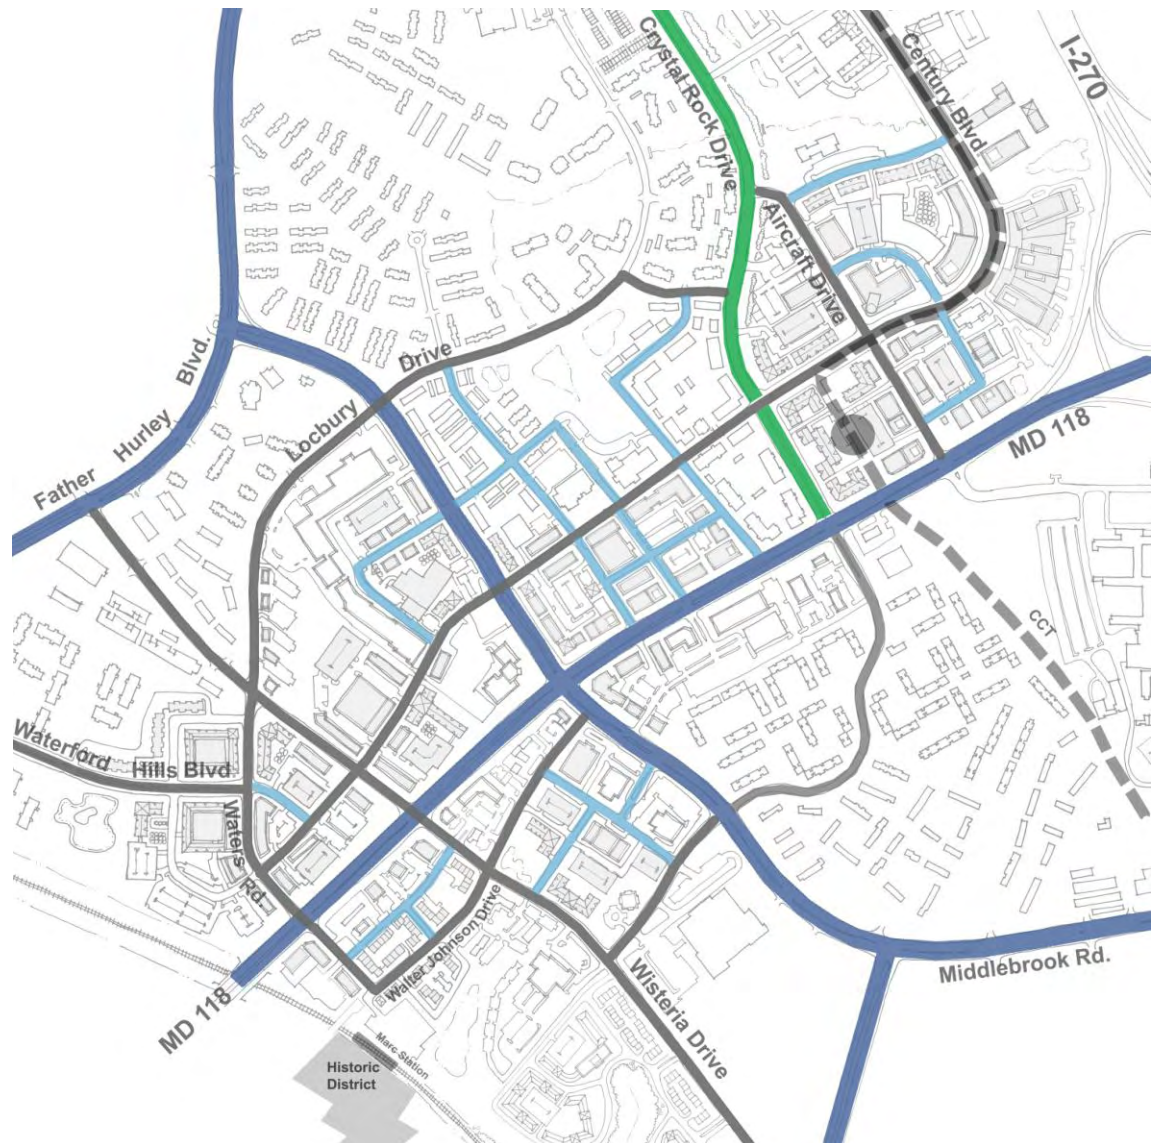 I-270
Century Blvd
Crystal Rock Drive
Aircraft Drive
Blvd.
Hurley
Father
Drive
Locbury
MD 118
CCT
Waterford
Hills Blvd
Waters
Rd.
Walter Johnson Drive
Middlebrook Rd.
Wisteria Drive
MD 118
Marc Station
Historic
District